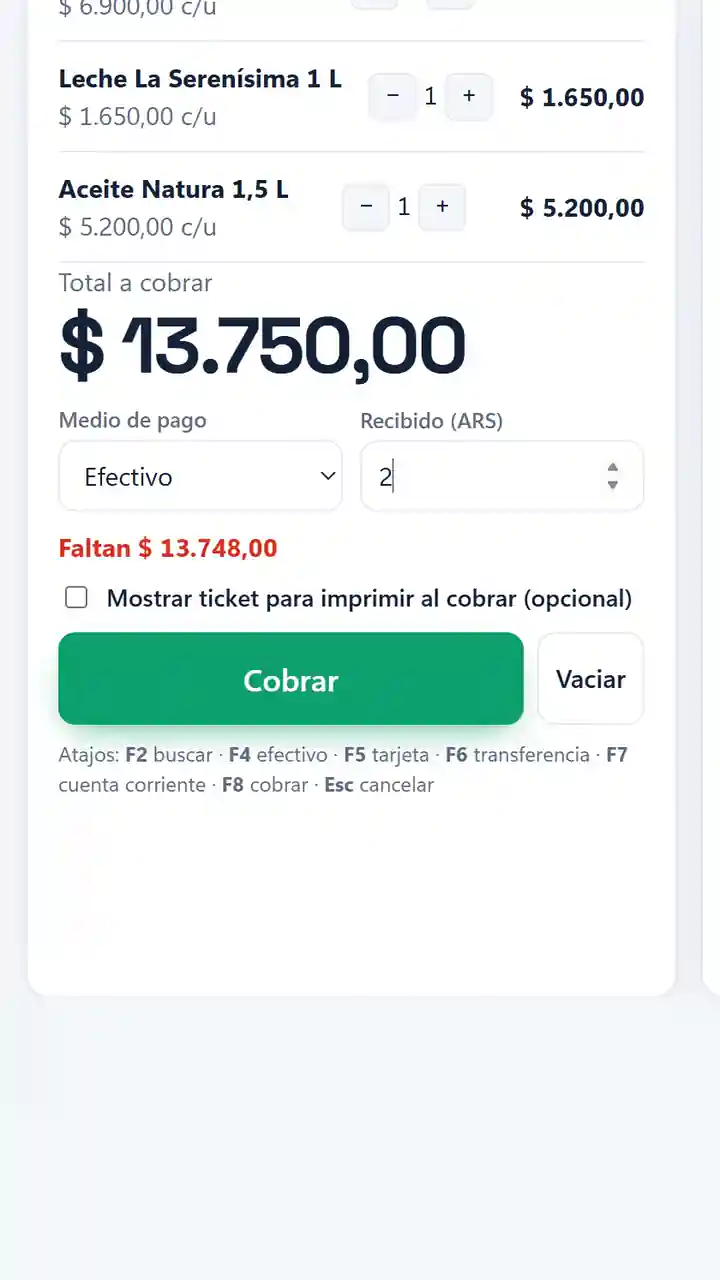 $ 6.900,00 c/u
Leche La Serenísima 1 L
$ 1.650,00 c/u
− 1 +
$ 1.650,00
Aceite Natura 1,5 L
$ 5.200,00 c/u
− 1 +
$ 5.200,00
Total a cobrar
$ 13.750,00
Medio de pago
Efectivo
Recibido (ARS)
2
Faltan $ 13.748,00
Mostrar ticket para imprimir al cobrar (opcional)
Cobrar
Vaciar
Atajos: F2 buscar · F4 efectivo · F5 tarjeta · F6 transferencia · F7
cuenta corriente · F8 cobrar · Esc cancelar